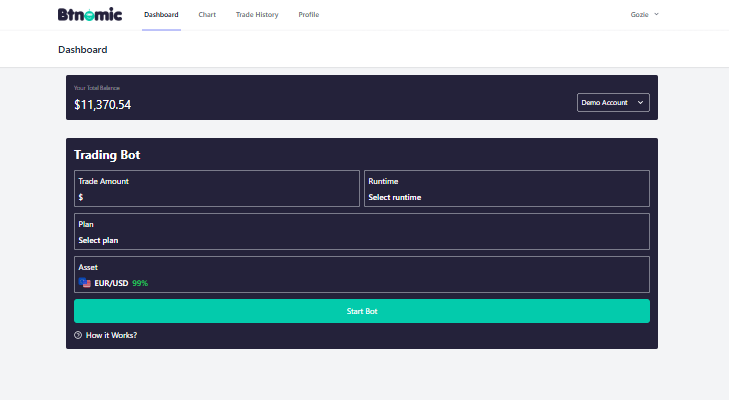 Btnomic
Dashboard Chart Trade History Profile Gozie
Dashboard
Your Total Balance
$11,370.54
Demo Account
Trading Bot
Trade Amount
$
Runtime
Select runtime
Plan
Select plan
Asset
EUR/USD 99%
Start Bot
How it Works?